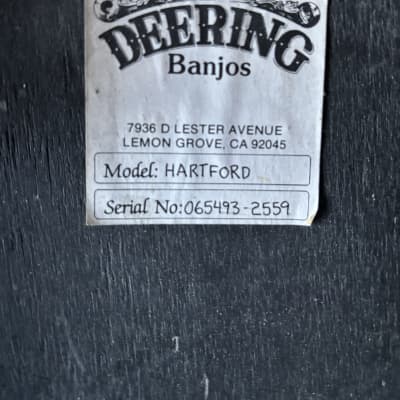 DEERING
Banjos
7936 D LESTER AVENUE
LEMON GROVE, CA 92045
Model: HARTFORD
Serial No: 065493-2559